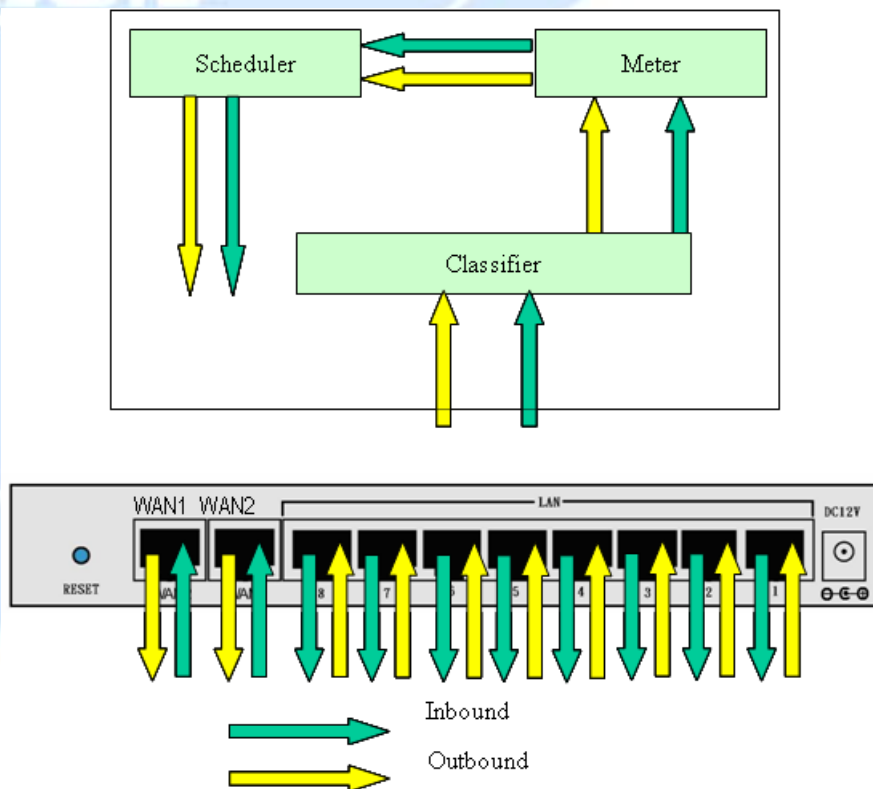 Scheduler
Meter
Classifier
WAN1 WAN2
LAN
DC12V
RESET
8 7 6 5 4 3 2 1
Inbound
Outbound